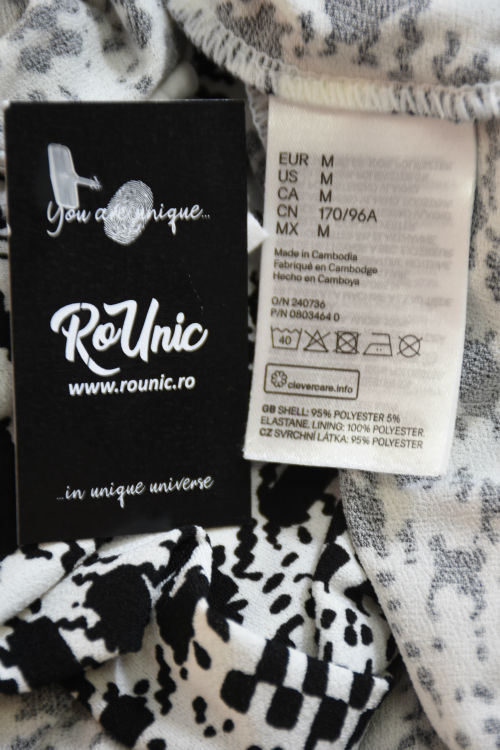 You are unique...
RoUnic
www.rounic.ro
...in unique universe
EUR M
US M
CA M
CN 170/96A
MX M
Made in Cambodia
Fabriqué en Cambodge
Hecho en Camboya
O/N 240736
P/N 0803464 0
40
clevercare.info
GB SHELL: 95% POLYESTER 5%
ELASTANE. LINING: 100% POLYESTER.
CZ SVRCHNÍ LÁTKA: 95% POLYESTER